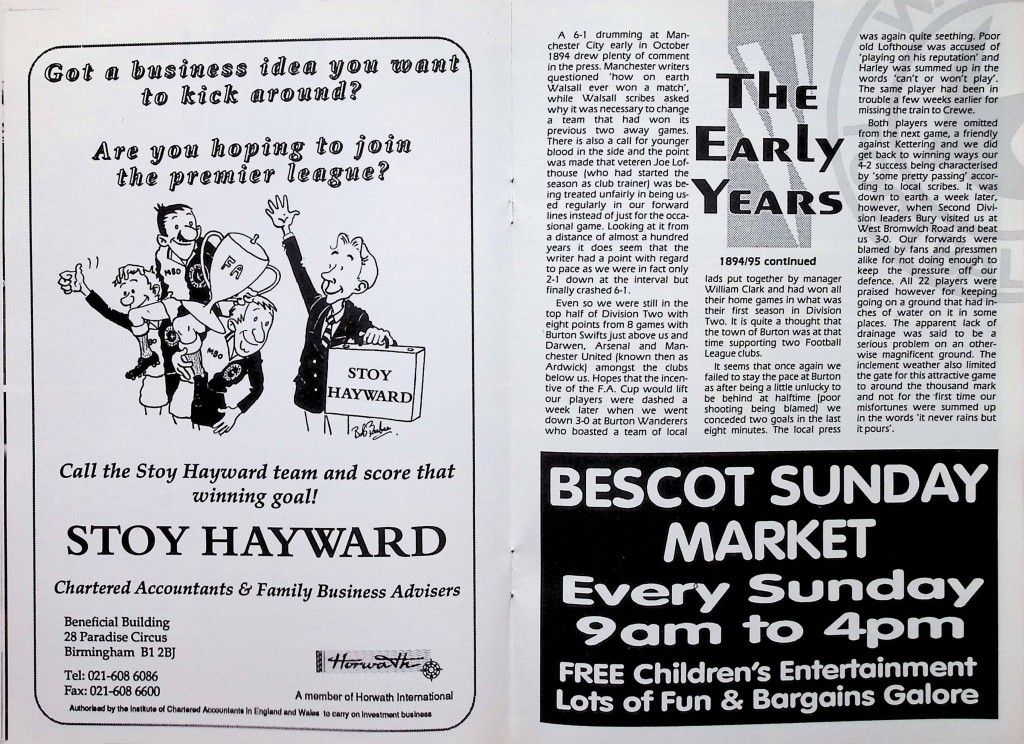 Got a business idea you want
to kick around?
Are you hoping to join
the premier league?
MBO
FA
MBO
STOY
HAYWARD
Bob Barker
Call the Stoy Hayward team and score that
winning goal!
STOY HAYWARD
Chartered Accountants & Family Business Advisers
Beneficial Building
28 Paradise Circus
Birmingham B1 2BJ
Tel: 021-608 6086
Fax: 021-608 6600
Horwath
A member of Horwath International
Authorised by the Institute of Chartered Accountants in England and Wales to carry on investment business
A 6-1 drumming at Man-
chester City early in October
1894 drew plenty of comment
in the press. Manchester writers
questioned 'how on earth
Walsall ever won a match',
while Walsall scribes asked
why it was necessary to change
a team that had won its
previous two away games.
There is also a call for younger
blood in the side and the point
was made that veteren Joe Lof-
thouse (who had started the
season as club trainer) was be-
ing treated unfairly in being us-
ed regularly in our forward
lines instead of just for the occa-
sional game. Looking at it from
a distance of almost a hundred
years it does seem that the
writer had a point with regard
to pace as we were in fact only
2-1 down at the interval but
finally crashed 6-1.
Even so we were still in the
top half of Division Two with
eight points from 8 games with
Burton Swifts just above us and
Darwen, Arsenal and Man-
chester United (known then as
Ardwick) amongst the clubs
below us. Hopes that the incen-
tive of the F.A. Cup would lift
our players were dashed a
week later when we went
down 3-0 at Burton Wanderers
who boasted a team of local
THE
EARLY
YEARS
1894/95 continued
lads put together by manager
William Clark and had won all
their home games in what was
their first season in Division
Two. It is quite a thought that
the town of Burton was at that
time supporting two Football
League clubs.
It seems that once again we
failed to stay the pace at Burton
as after being a little unlucky to
be behind at halftime (poor
shooting being blamed) we
conceded two goals in the last
eight minutes. The local press
was again quite seething. Poor
old Lofthouse was accused of
'playing on his reputation' and
Harley was summed up in the
words 'can't or won't play'.
The same player had been in
trouble a few weeks earlier for
missing the train to Crewe.
Both players were omitted
from the next game, a friendly
against Kettering and we did
get back to winning ways our
4-2 success being characterised
by 'some pretty passing' accor-
ding to local scribes. It was
down to earth a week later,
however, when Second Divi-
sion leaders Bury visited us at
West Bromwich Road and beat
us 3-0. Our forwards were
blamed by fans and pressmen
alike for not doing enough to
keep the pressure of our
defence. All 22 players were
praised however for keeping
going on a ground that had in-
ches of water on it in some
places. The apparent lack of
drainage was said to be a
serious problem on an other-
wise magnificent ground. The
inclement weather also limited
the gate for this attractive game
to around the thousand mark
and not for the first time our
misfortunes were summed up
in the words 'it never rains but
it pours'.
BESCOT SUNDAY
MARKET
Every Sunday
9am to 4pm
FREE Children's Entertainment
Lots of Fun & Bargains Galore